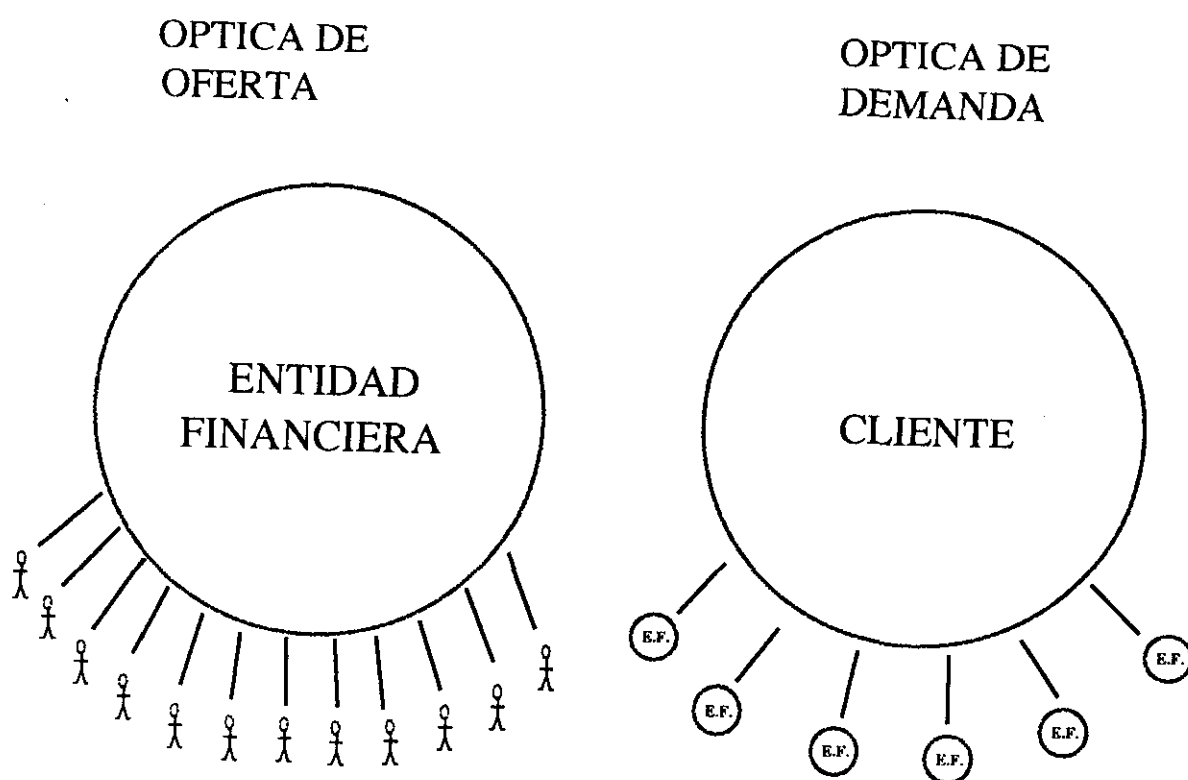 OPTICA DE
OFERTA
OPTICA DE
DEMANDA
ENTIDAD
FINANCIERA
CLIENTE
E.F.
E.F.
E.F.
E.F.
E.F.
E.F.